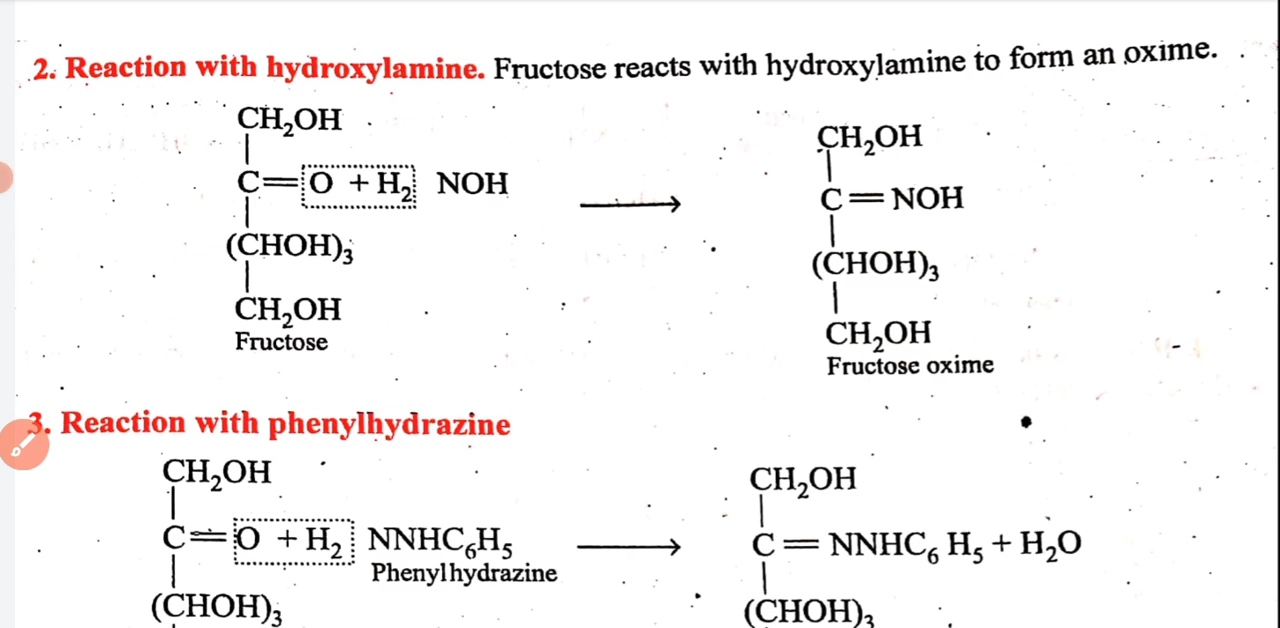 2. Reaction with hydroxylamine. Fructose reacts with hydroxylamine to form an oxime.
CH₂OH
C=O + H₂ NOH
(CHOH)₃
CH₂OH
Fructose
CH₂OH
C=NOH
(CHOH)₃
CH₂OH
Fructose oxime
3. Reaction with phenylhydrazine
CH₂OH
C=O + H₂ NNHC₆H₅
Phenylhydrazine
(CHOH)₃
CH₂OH
C=NNHC₆H₅ + H₂O
(CHOH)₃